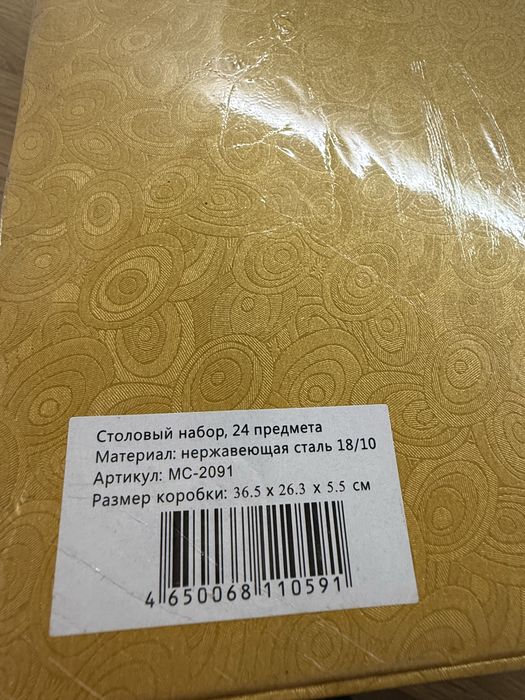 Столовый набор, 24 предмета
Материал: нержавеющая сталь 18/10
Артикул: MC-2091
Размер коробки: 36.5 x 26.3 x 5.5 см
4 650068 110591